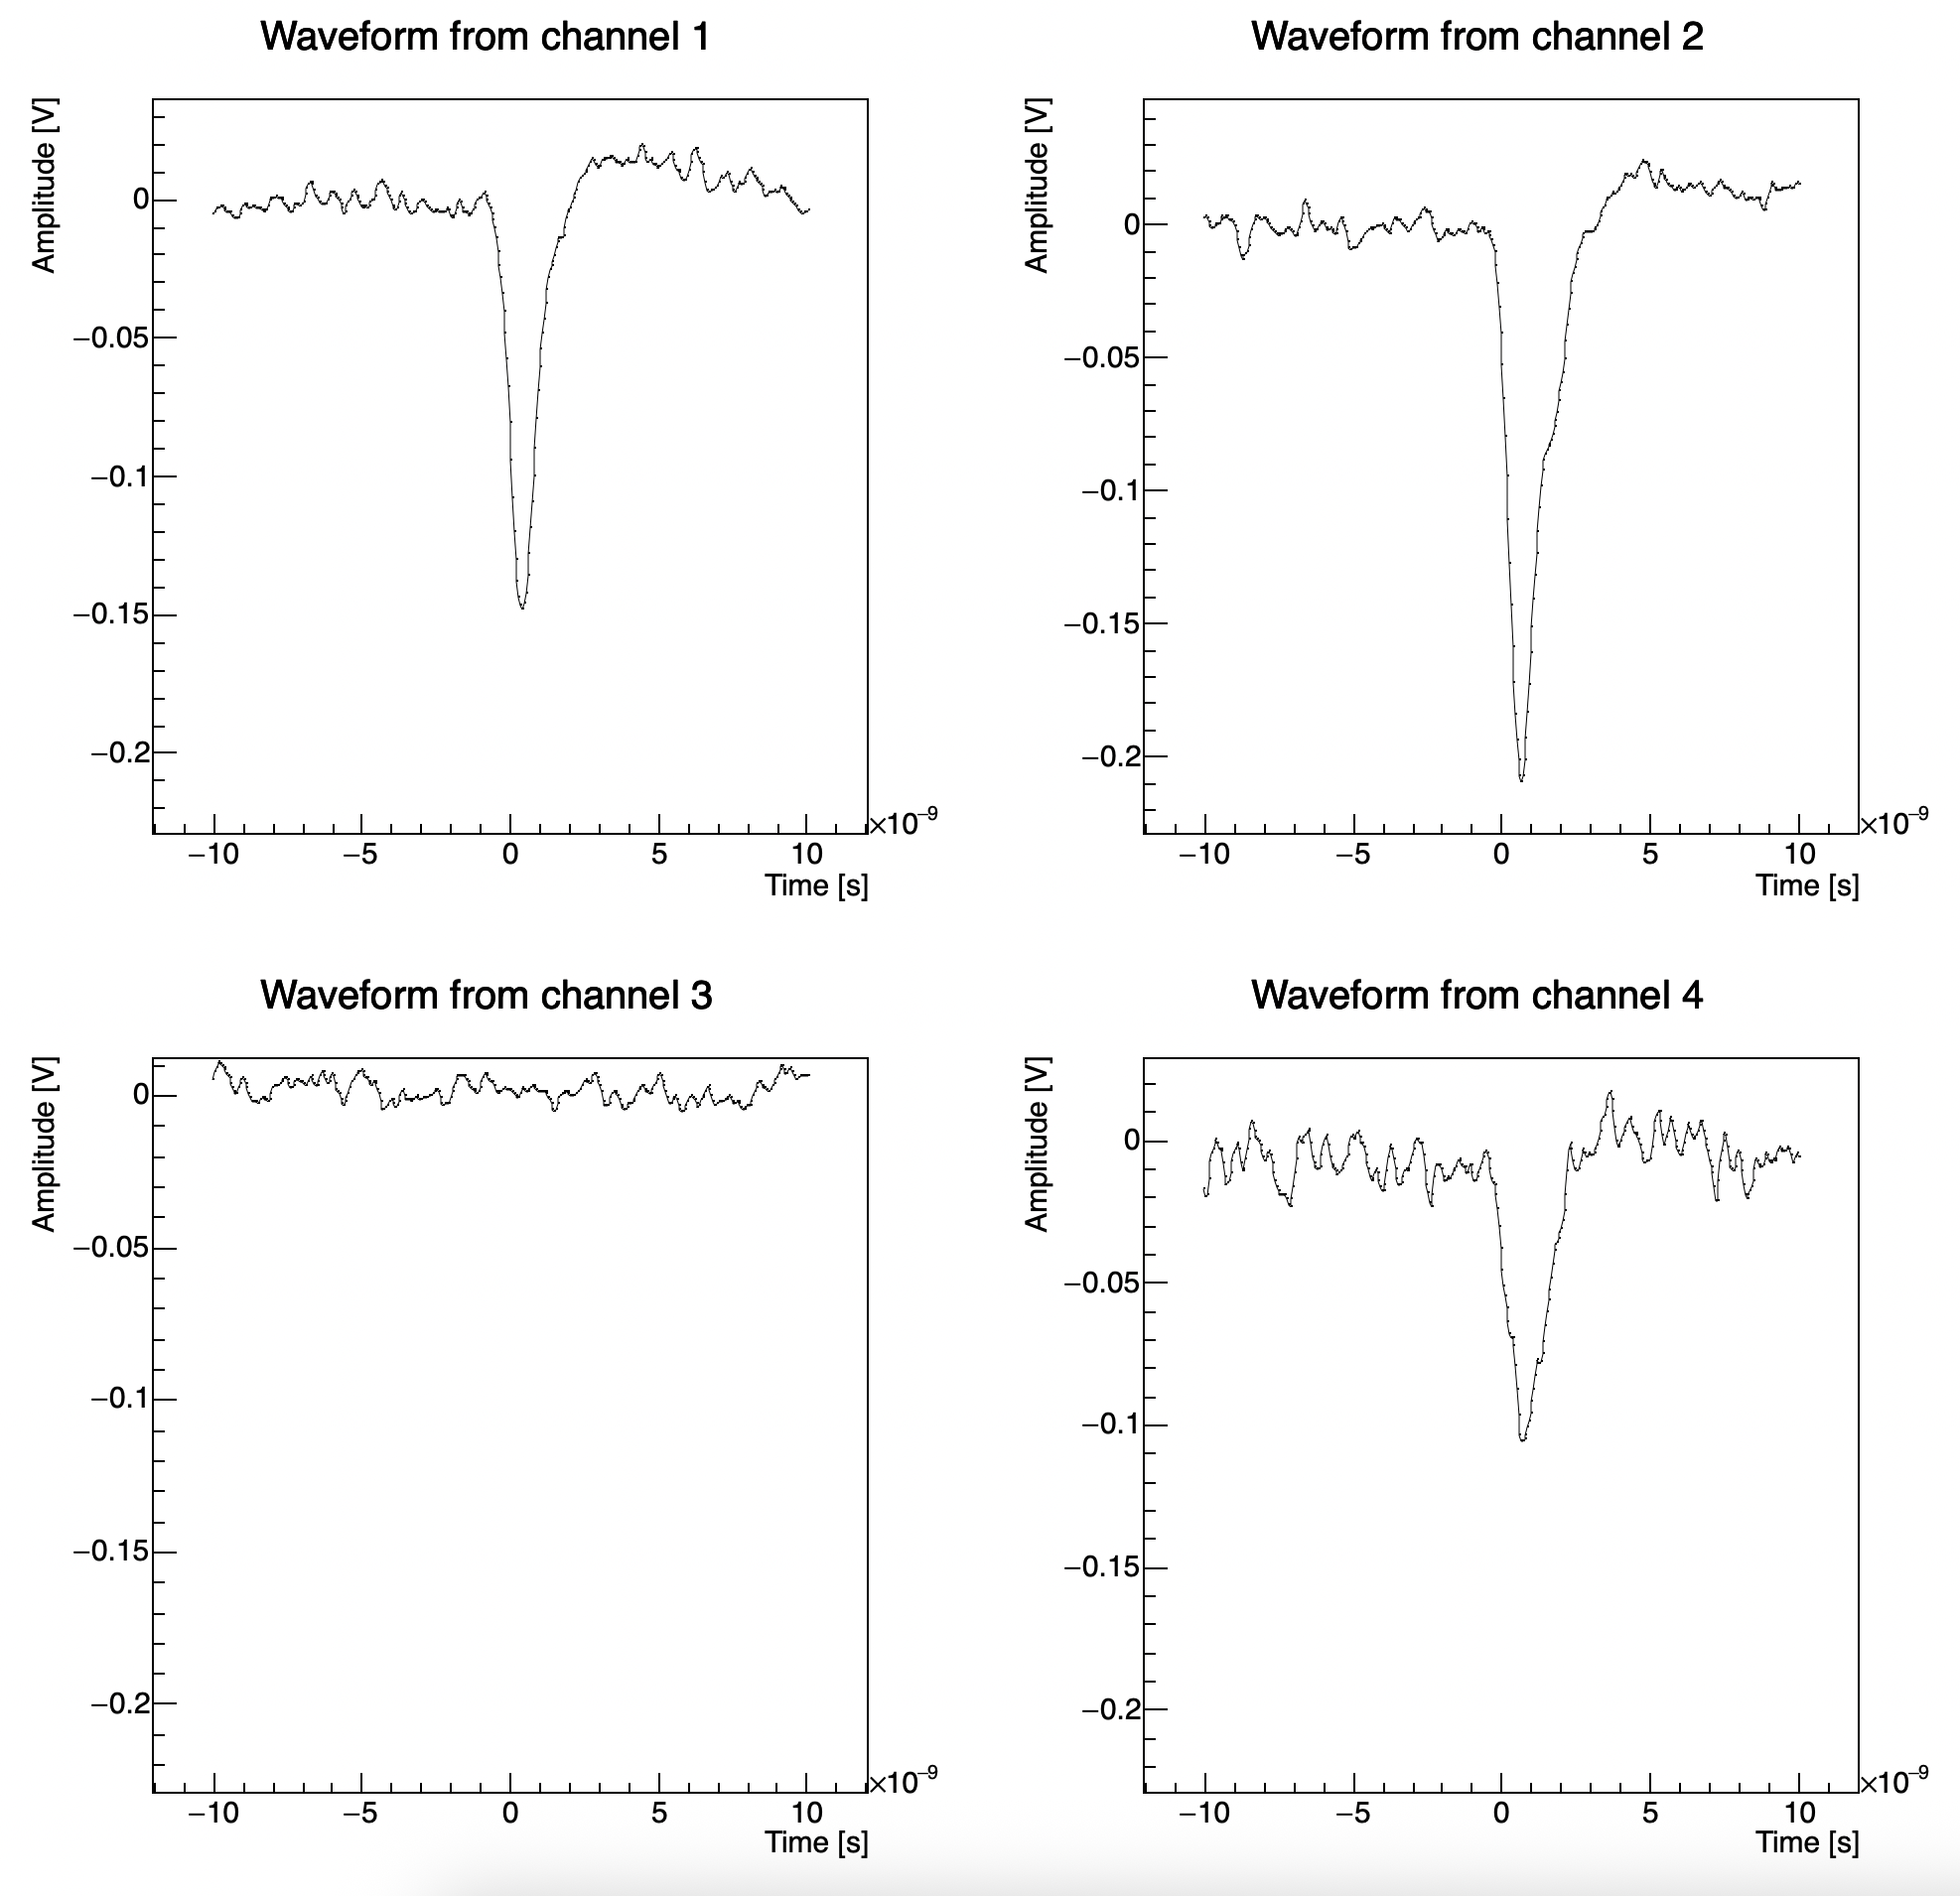 Waveform from channel 1
Amplitude [V]
0
−0.05
−0.1
−0.15
−0.2
×10⁻⁹
−10 −5 0 5 10
Time [s]
Waveform from channel 2
Amplitude [V]
0
−0.05
−0.1
−0.15
−0.2
×10⁻⁹
−10 −5 0 5 10
Time [s]
Waveform from channel 3
Amplitude [V]
0
−0.05
−0.1
−0.15
−0.2
×10⁻⁹
−10 −5 0 5 10
Time [s]
Waveform from channel 4
Amplitude [V]
0
−0.05
−0.1
−0.15
−0.2
×10⁻⁹
−10 −5 0 5 10
Time [s]